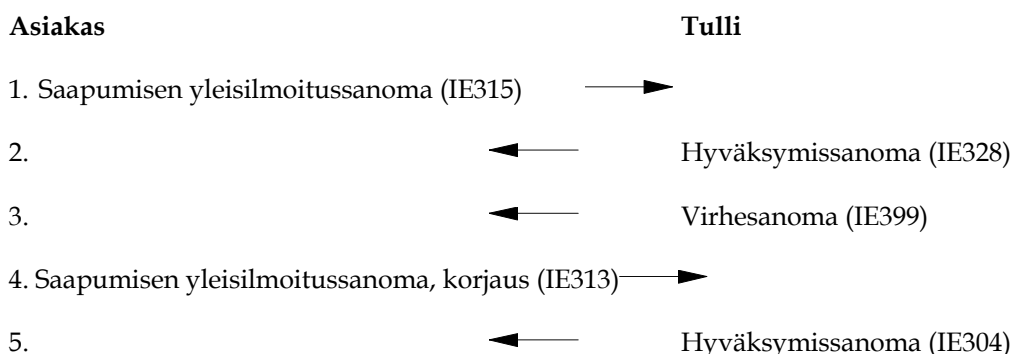 Asiakas Tulli
1. Saapumisen yleisilmoitussanoma (IE315)
2. Hyväksymissanoma (IE328)
3. Virhesanoma (IE399)
4. Saapumisen yleisilmoitussanoma, korjaus (IE313)
5. Hyväksymissanoma (IE304)